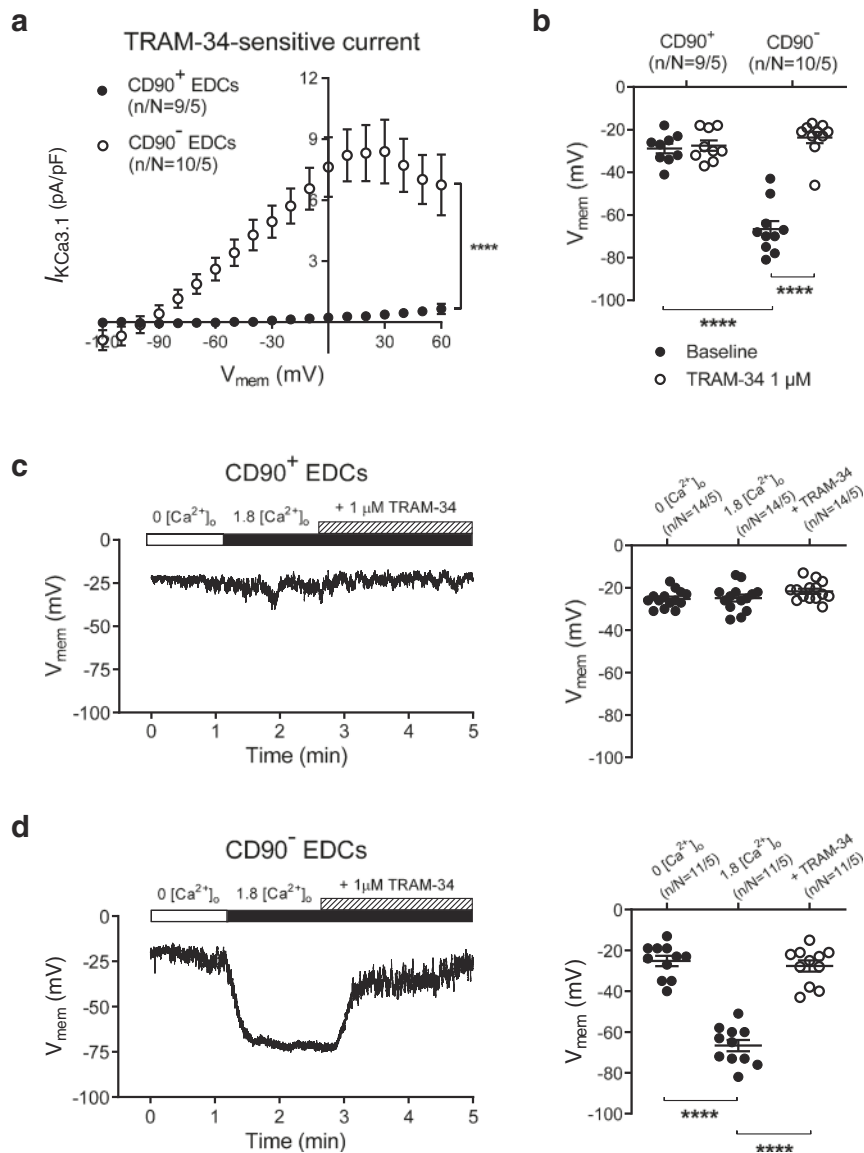 a
TRAM-34-sensitive current
CD90+ EDCs
(n/N=9/5)
CD90- EDCs
(n/N=10/5)
IKCa3.1 (pA/pF)
12
9
6
3
-120 -90 -60 -30 30 60
Vmem (mV)
****
b
CD90+ CD90-
(n/N=9/5) (n/N=10/5)
Vmem (mV)
0
-20
-40
-60
-80
-100
****
****
Baseline
TRAM-34 1 µM
c
CD90+ EDCs
+ 1 µM TRAM-34
0 [Ca2+]o 1.8 [Ca2+]o
Vmem (mV)
0
-25
-50
-75
-100
0 1 2 3 4 5
Time (min)
0 [Ca2+]o
(n/N=14/5)
1.8 [Ca2+]o
(n/N=14/5)
+ TRAM-34
(n/N=14/5)
Vmem (mV)
0
-20
-40
-60
-80
-100
d
CD90- EDCs
+ 1µM TRAM-34
0 [Ca2+]o 1.8 [Ca2+]o
Vmem (mV)
0
-25
-50
-75
-100
0 1 2 3 4 5
Time (min)
0 [Ca2+]o
(n/N=11/5)
1.8 [Ca2+]o
(n/N=11/5)
+ TRAM-34
(n/N=11/5)
Vmem (mV)
0
-20
-40
-60
-80
-100
****
****